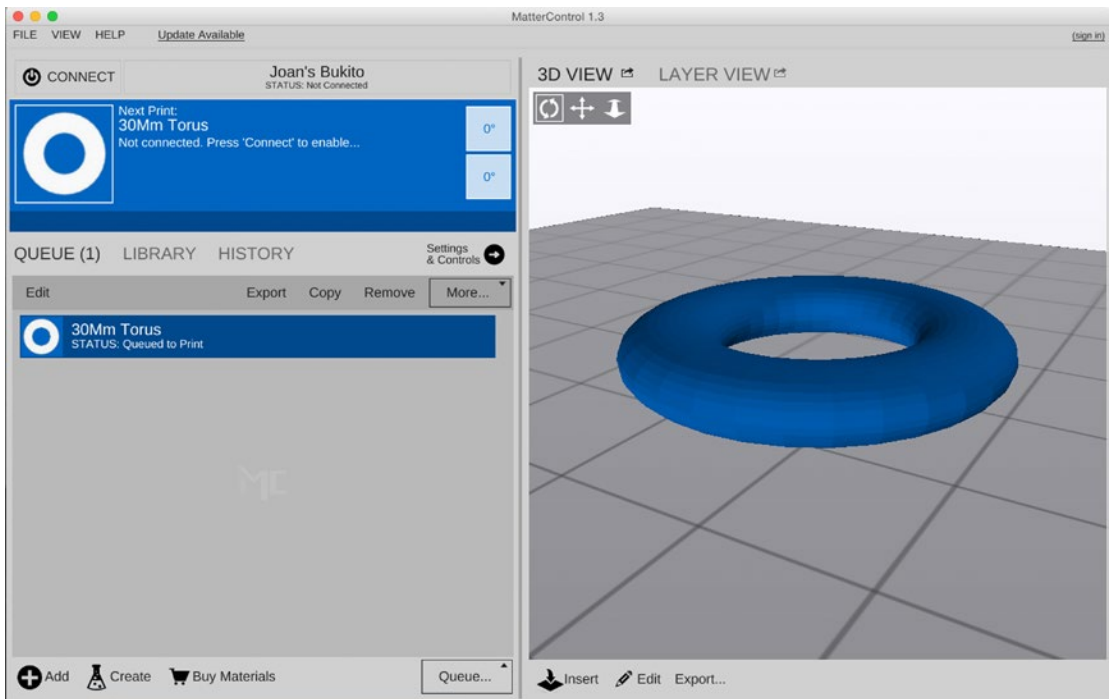 MatterControl 1.3
FILE VIEW HELP Update Available (sign in)
CONNECT
Joan's Bukito
STATUS: Not Connected
Next Print:
30Mm Torus
Not connected. Press 'Connect' to enable...
0°
0°
QUEUE (1) LIBRARY HISTORY
Settings
& Controls
Edit Export Copy Remove More...
30Mm Torus
STATUS: Queued to Print
MC
Add Create Buy Materials Queue...
3D VIEW LAYER VIEW
Insert Edit Export...